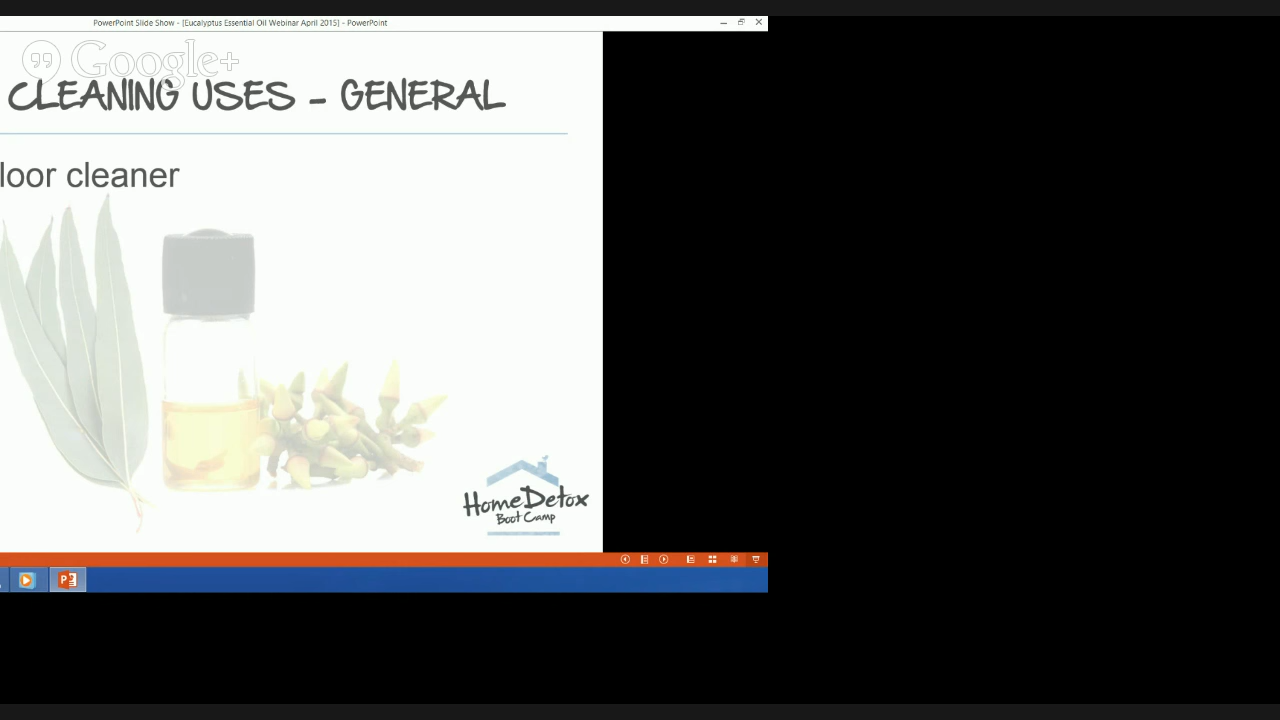 PowerPoint Slide Show - [Eucalyptus Essential Oil Webinar April 2015] - PowerPoint
Google+
CLEANING USES - GENERAL
loor cleaner
HomeDetox
Boot Camp